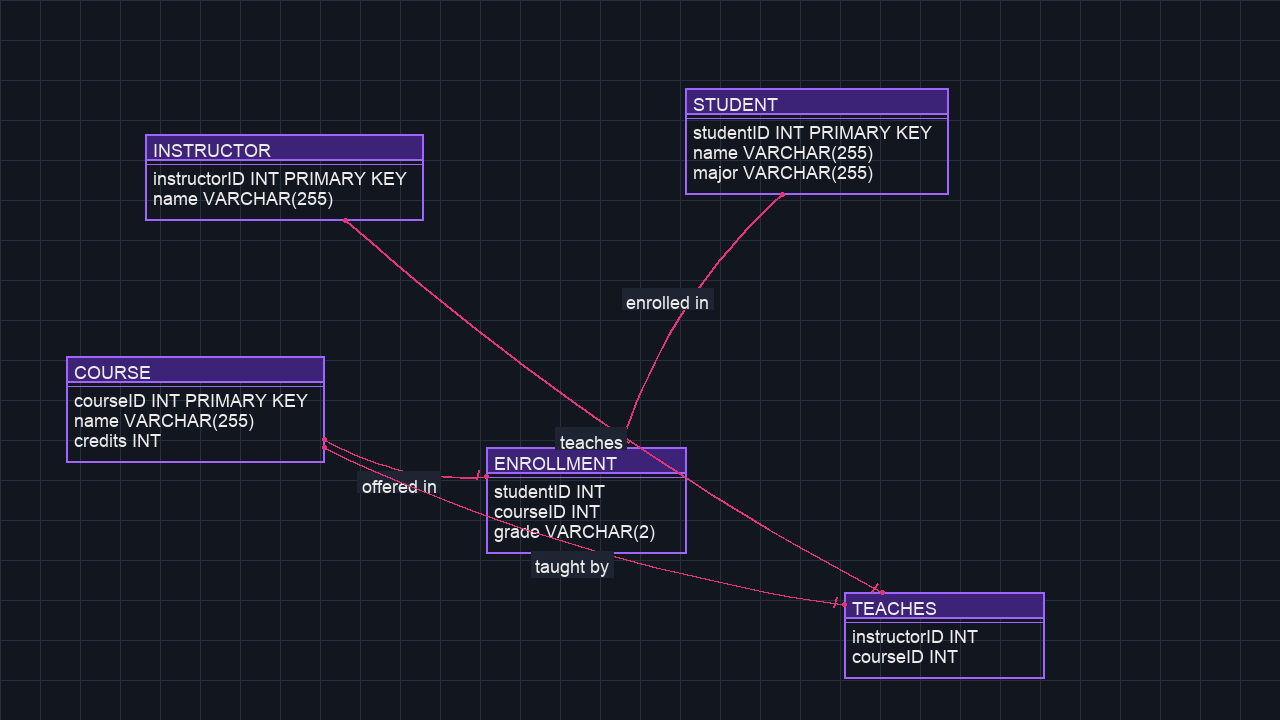 STUDENT
studentID INT PRIMARY KEY
name VARCHAR(255)
major VARCHAR(255)
INSTRUCTOR
instructorID INT PRIMARY KEY
name VARCHAR(255)
enrolled in
COURSE
courseID INT PRIMARY KEY
name VARCHAR(255)
credits INT
teaches
offered in
ENROLLMENT
studentID INT
courseID INT
grade VARCHAR(2)
taught by
TEACHES
instructorID INT
courseID INT